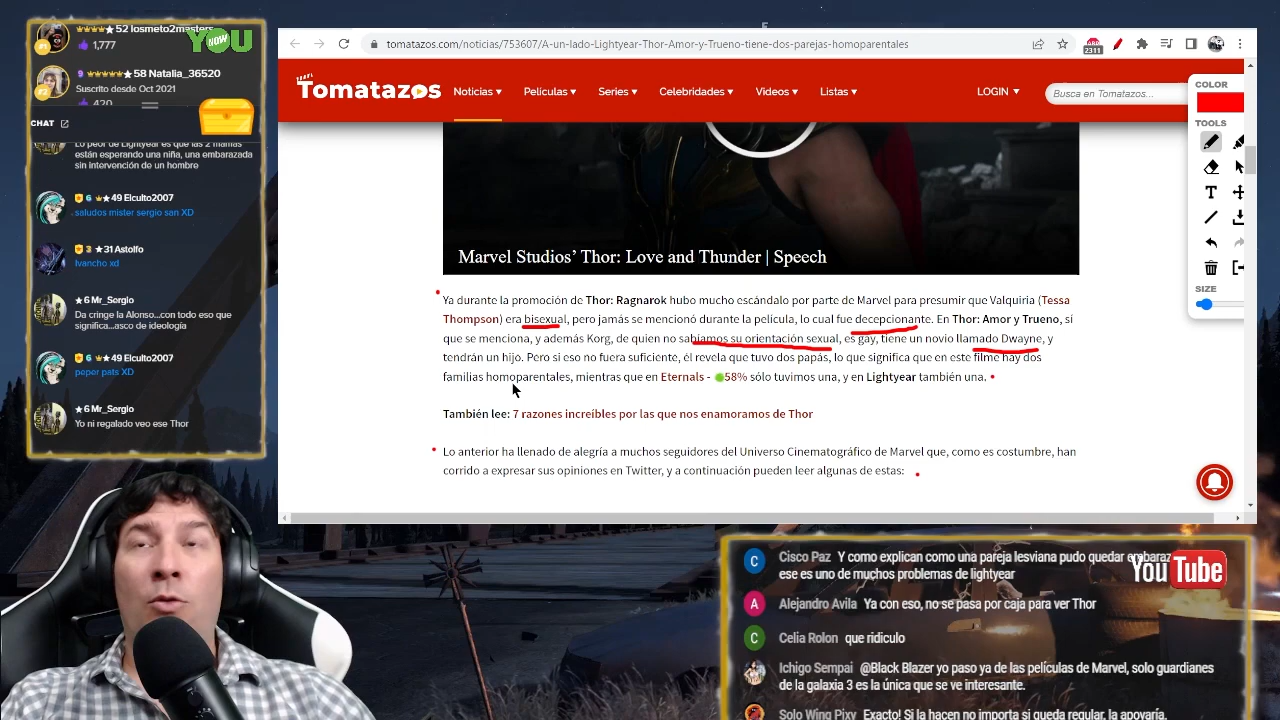 ★ 52 losmeto2masters
#1
1,777
YOU
NOW
9 ★ 58 Natalia_36520
Suscrito desde Oct 2021
#2
420
CHAT
Lo peor de Lightyear es que las 2 mamás
están esperando una niña, una embarazada
sin intervención de un hombre
6 ★ 49 Elculto2007
saludos mister sergio san XD
3 ★31 Astolfo
Ivancho xd
★ 6 Mr_Sergio
Da cringe la Alonso...con todo eso que
significa...asco de ideología
6 ★ 49 Elculto2007
peper pats XD
★ 6 Mr_Sergio
Yo ni regalado veo ese Thor
tomatazos.com/noticias/753607/A-un-lado-Lightyear-Thor-Amor-y-Trueno-tiene-dos-parejas-homoparentales
2311
Tomatazos
Noticias ▾ Películas ▾ Series ▾ Celebridades ▾ Videos ▾ Listas ▾
LOGIN ▾
Busca en Tomatazos...
COLOR
TOOLS
T
SIZE
Marvel Studios’ Thor: Love and Thunder | Speech
Ya durante la promoción de Thor: Ragnarok hubo mucho escándalo por parte de Marvel para presumir que Valquiria (Tessa
Thompson) es bisexual, pero jamás se mencionó durante la película, lo cual fue decepcionante. En Thor: Amor y Trueno, sí
que se menciona, y además Korg, de quien no sabíamos su orientación sexual, es gay, tiene un novio llamado Dwayne, y
tendrán un hijo. Pero si eso no fuera suficiente, él revela que tuvo dos papás, lo que significa que en este filme hay dos
familias homoparentales, mientras que en Eternals - 58% sólo tuvimos una, y en Lightyear también una.
También lee: 7 razones increíbles por las que nos enamoramos de Thor
Lo anterior ha llenado de alegría a muchos seguidores del Universo Cinematográfico de Marvel que, como es costumbre, han
corrido a expresar sus opiniones en Twitter, y a continuación pueden leer algunas de estas:
C Cisco Paz Y como explican como una pareja lesviana pudo quedar embaraz
ese es uno de muchos problemas de lightyear
YouTube
A Alejandro Avila Ya con eso, no se pasa por caja para ver Thor
C Celia Rolon que ridiculo
Ichigo Sempai @Black Blazer yo paso ya de las películas de Marvel, solo guardianes
de la galaxia 3 es la única que se ve interesante.
Solo Wing Pixy Exacto! Si la hacen no importa si queda regular, la apoyaría.